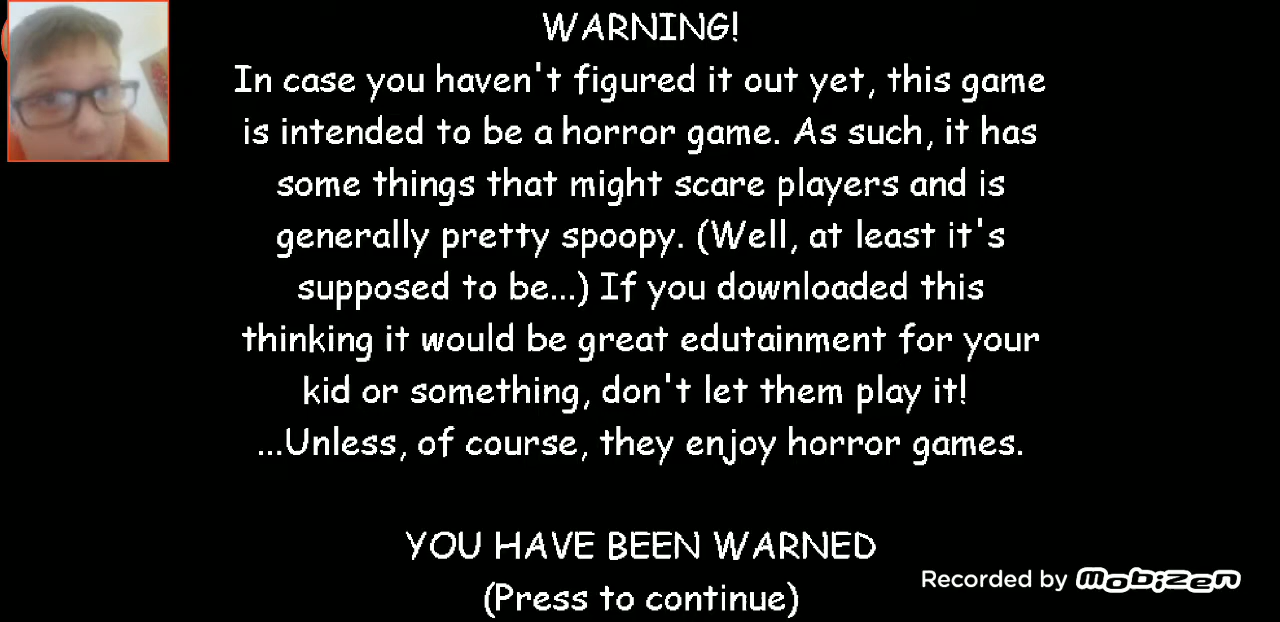 WARNING!
In case you haven't figured it out yet, this game
is intended to be a horror game. As such, it has
some things that might scare players and is
generally pretty spoopy. (Well, at least it's
supposed to be...) If you downloaded this
thinking it would be great edutainment for your
kid or something, don't let them play it!
...Unless, of course, they enjoy horror games.
YOU HAVE BEEN WARNED
(Press to continue)
Recorded by mobizen